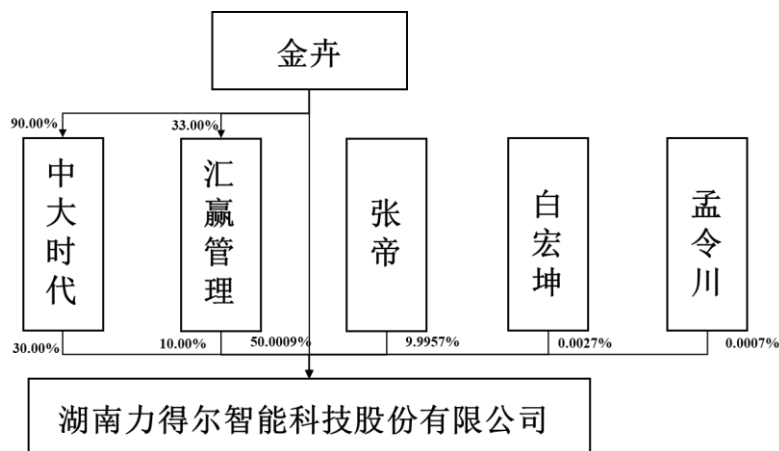 金卉
90.00%
33.00%
中大时代
汇赢管理
张帝
白宏坤
孟令川
30.00%
10.00%
50.0009%
9.9957%
0.0027%
0.0007%
湖南力得尔智能科技股份有限公司